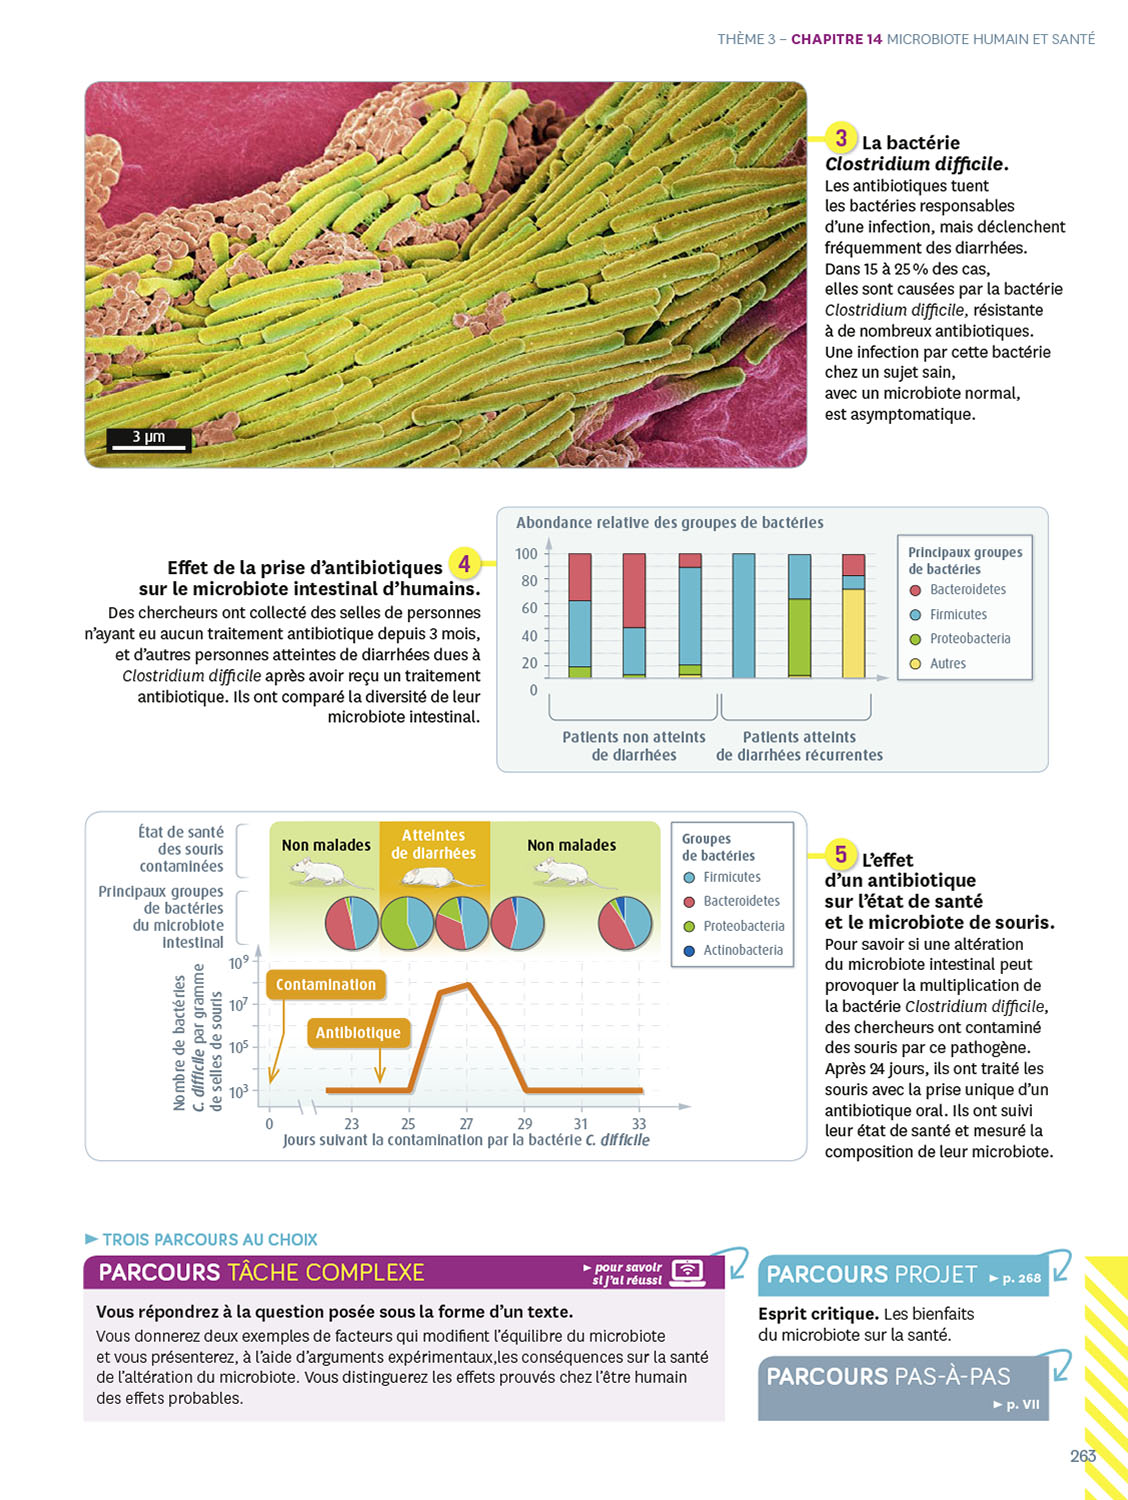 THÈME 3 – CHAPITRE 14 MICROBIOTE HUMAIN ET SANTÉ
3 µm
3 La bactérie
Clostridium difficile.
Les antibiotiques tuent
les bactéries responsables
d'une infection, mais déclenchent
fréquemment des diarrhées.
Dans 15 à 25 % des cas,
elles sont causées par la bactérie
Clostridium difficile, résistante
à de nombreux antibiotiques.
Une infection par cette bactérie
chez un sujet sain,
avec un microbiote normal,
est asymptomatique.
Effet de la prise d'antibiotiques 4
sur le microbiote intestinal d'humains.
Des chercheurs ont collecté des selles de personnes
n'ayant eu aucun traitement antibiotique depuis 3 mois,
et d'autres personnes atteintes de diarrhées dues à
Clostridium difficile après avoir reçu un traitement
antibiotique. Ils ont comparé la diversité de leur
microbiote intestinal.
Abondance relative des groupes de bactéries
100
80
60
40
20
0
Patients non atteints
de diarrhées
Patients atteints
de diarrhées récurrentes
Principaux groupes
de bactéries
Bacteroidetes
Firmicutes
Proteobacteria
Autres
État de santé
des souris
contaminées
Principaux groupes
de bactéries
du microbiote
intestinal
Non malades
Atteintes
de diarrhées
Non malades
Groupes
de bactéries
Firmicutes
Bacteroidetes
Proteobacteria
Actinobacteria
Nombre de bactéries
C. difficile par gramme
de selles de souris
10⁹
10⁷
10⁵
10³
Contamination
Antibiotique
0 23 25 27 29 31 33
Jours suivant la contamination par la bactérie C. difficile
5 L'effet
d'un antibiotique
sur l'état de santé
et le microbiote de souris.
Pour savoir si une altération
du microbiote intestinal peut
provoquer la multiplication de
la bactérie Clostridium difficile,
des chercheurs ont contaminé
des souris par ce pathogène.
Après 24 jours, ils ont traité les
souris avec la prise unique d'un
antibiotique oral. Ils ont suivi
leur état de santé et mesuré la
composition de leur microbiote.
► TROIS PARCOURS AU CHOIX
PARCOURS TÂCHE COMPLEXE
► pour savoir
si j'ai réussi
Vous répondrez à la question posée sous la forme d'un texte.
Vous donnerez deux exemples de facteurs qui modifient l'équilibre du microbiote
et vous présenterez, à l'aide d'arguments expérimentaux,les conséquences sur la santé
de l'altération du microbiote. Vous distinguerez les effets prouvés chez l'être humain
des effets probables.
PARCOURS PROJET ► p. 268
Esprit critique. Les bienfaits
du microbiote sur la santé.
PARCOURS PAS-À-PAS
► p. VII
263